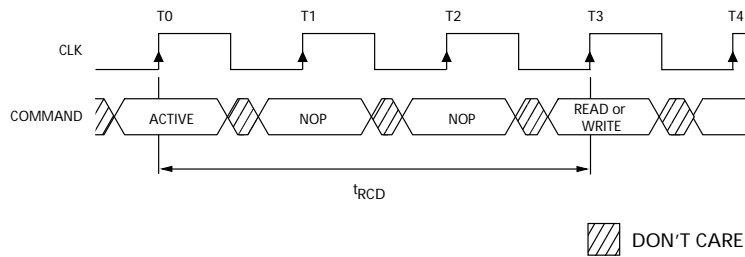 T0 T1 T2 T3 T4
CLK
COMMAND ACTIVE NOP NOP READ or
WRITE
tRCD
DON'T CARE